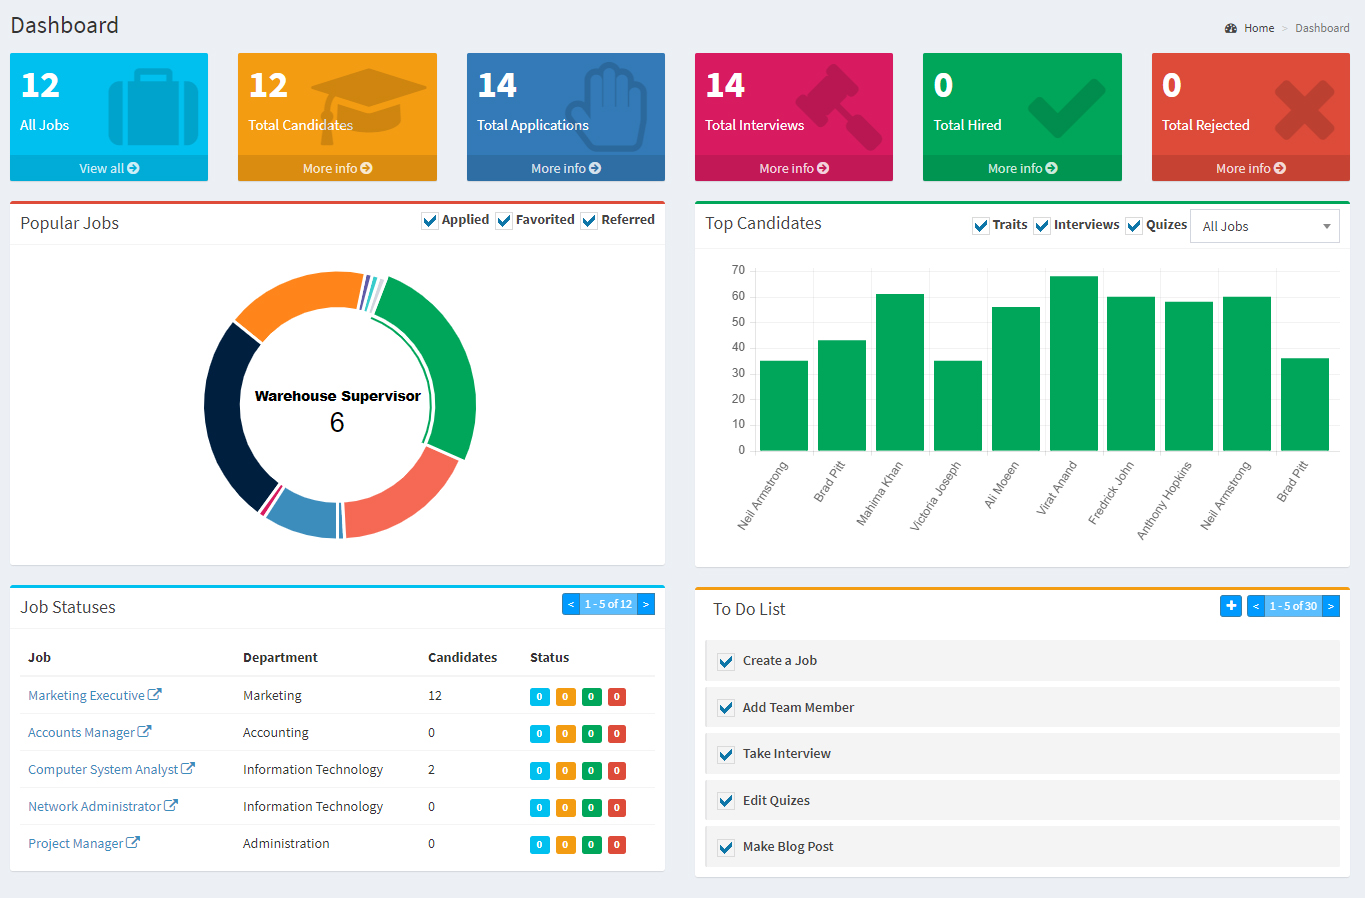 Dashboard
Home > Dashboard
12
All Jobs
View all
12
Total Candidates
More info
14
Total Applications
More info
14
Total Interviews
More info
0
Total Hired
More info
0
Total Rejected
More info
Popular Jobs
Applied Favorited Referred
Warehouse Supervisor
6
Top Candidates
Traits Interviews Quizes All Jobs
70
60
50
40
30
20
10
0
Neil Armstrong
Brad Pitt
Mahima Khan
Victoria Joseph
Ali Moeen
Virat Anand
Fredrick John
Anthony Hopkins
Neil Armstrong
Brad Pitt
Job Statuses
< 1 - 5 of 12 >
Job Department Candidates Status
Marketing Executive Marketing 12 0 0 0 0
Accounts Manager Accounting 0 0 0 0 0
Computer System Analyst Information Technology 2 0 0 0 0
Network Administrator Information Technology 0 0 0 0 0
Project Manager Administration 0 0 0 0 0
To Do List
+ < 1 - 5 of 30 >
Create a Job
Add Team Member
Take Interview
Edit Quizes
Make Blog Post